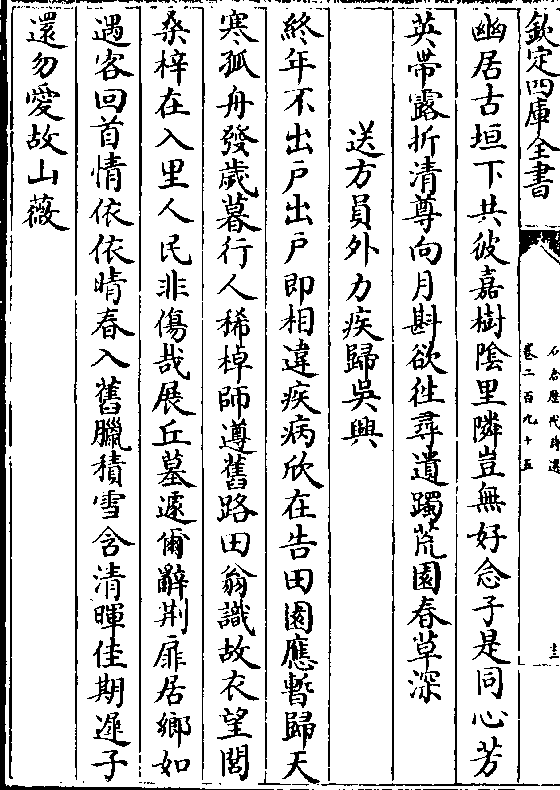 欽定四庫全書
石倉歷代詩選
卷二百九十五
幽居古垣下共彼嘉樹陰里隣豈無好念子是同心芳
英帶露折清尊向月斟欲往尋遺躅荒園春草深
送方員外力疾歸吳興
終年不出戶出戶即相違疾病欣在告田園應暫歸天
寒孤舟發歲暮行人稀棹師遵舊路田翁識故衣望閭
桑梓在入里人民非傷哉展丘墓遽爾辭荆扉居鄉如
遇客回首情依依晴春入舊臘積雪含清暉佳期遲子
還勿愛故山薇